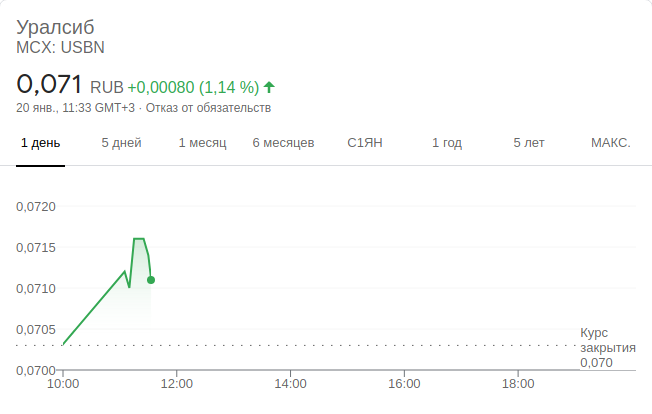 Уралсиб
MCX: USBN
0,071 RUB +0,00080 (1,14 %)
20 янв., 11:33 GMT+3 · Отказ от обязательств
1 день 5 дней 1 месяц 6 месяцев С1ЯН 1 год 5 лет МАКС.
0,0720
0,0715
0,0710
0,0705
Курс
закрытия
0,070
0,0700
10:00 12:00 14:00 16:00 18:00